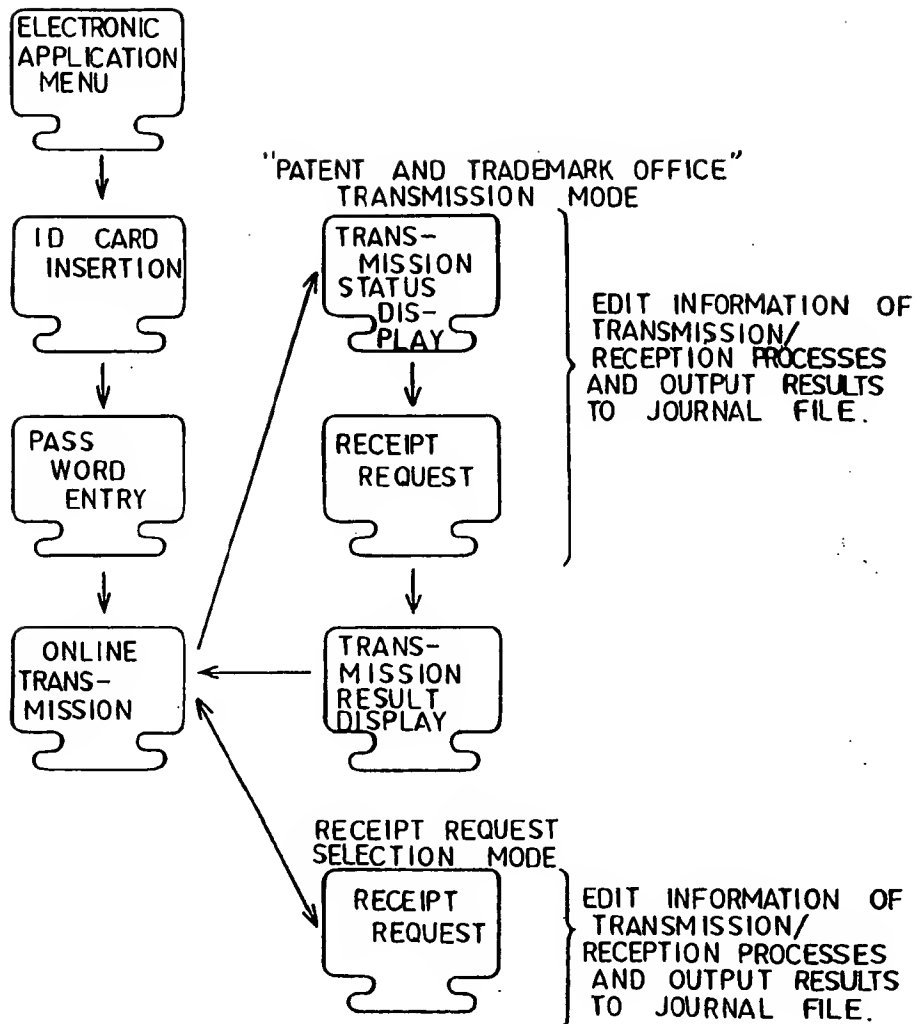 ELECTRONIC
APPLICATION
MENU
ID CARD
INSERTION
PASS
WORD
ENTRY
ONLINE
TRANS-
MISSION
"PATENT AND TRADEMARK OFFICE"
TRANSMISSION MODE
TRANS-
MISSION
STATUS
DIS-
PLAY
RECEIPT
REQUEST
TRANS-
MISSION
RESULT
DISPLAY
EDIT INFORMATION OF
TRANSMISSION/
RECEPTION PROCESSES
AND OUTPUT RESULTS
TO JOURNAL FILE.
RECEIPT REQUEST
SELECTION MODE
RECEIPT
REQUEST
EDIT INFORMATION OF
TRANSMISSION/
RECEPTION PROCESSES
AND OUTPUT RESULTS
TO JOURNAL FILE.